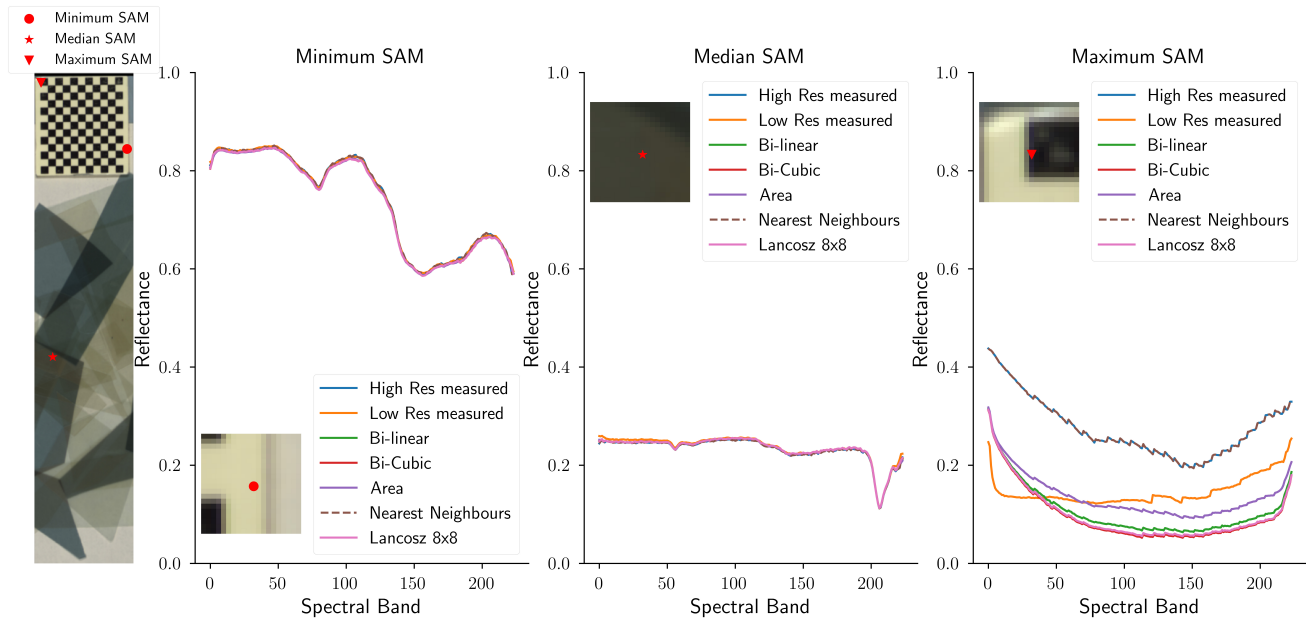 Minimum SAM
Median SAM
Maximum SAM
Minimum SAM
1.0
0.8
0.6
0.4
0.2
0.0
Reflectance
0
50
100
150
200
Spectral Band
High Res measured
Low Res measured
Bi-linear
Bi-Cubic
Area
Nearest Neighbours
Lancosz 8x8
Median SAM
1.0
0.8
0.6
0.4
0.2
0.0
Reflectance
0
50
100
150
200
Spectral Band
High Res measured
Low Res measured
Bi-linear
Bi-Cubic
Area
Nearest Neighbours
Lancosz 8x8
Maximum SAM
1.0
0.8
0.6
0.4
0.2
0.0
Reflectance
0
50
100
150
200
Spectral Band
High Res measured
Low Res measured
Bi-linear
Bi-Cubic
Area
Nearest Neighbours
Lancosz 8x8